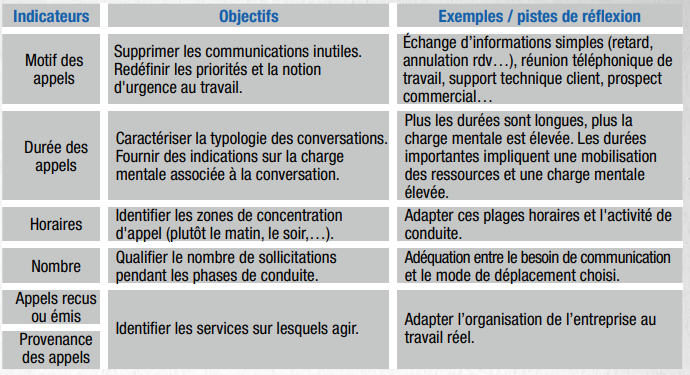 Indicateurs
Objectifs
Exemples / pistes de réflexion
Motif des
appels
Supprimer les communications inutiles.
Redéfinir les priorités et la notion
d'urgence au travail.
Échange d’informations simples (retard,
annulation rdv…), réunion téléphonique de
travail, support technique client, prospect
commercial…
Durée des
appels
Caractériser la typologie des conversations.
Fournir des indications sur la charge
mentale associée à la conversation.
Plus les durées sont longues, plus la
charge mentale est élevée. Les durées
importantes impliquent une mobilisation
des ressources et une charge mentale
élevée.
Horaires
Identifier les zones de concentration
d'appel (plutôt le matin, le soir,…).
Adapter ces plages horaires et l'activité de
conduite.
Nombre
Qualifier le nombre de sollicitations
pendant les phases de conduite.
Adéquation entre le besoin de communication
et le mode de déplacement choisi.
Appels recus
ou émis
Provenance
des appels
Identifier les services sur lesquels agir.
Adapter l’organisation de l’entreprise au
travail réel.